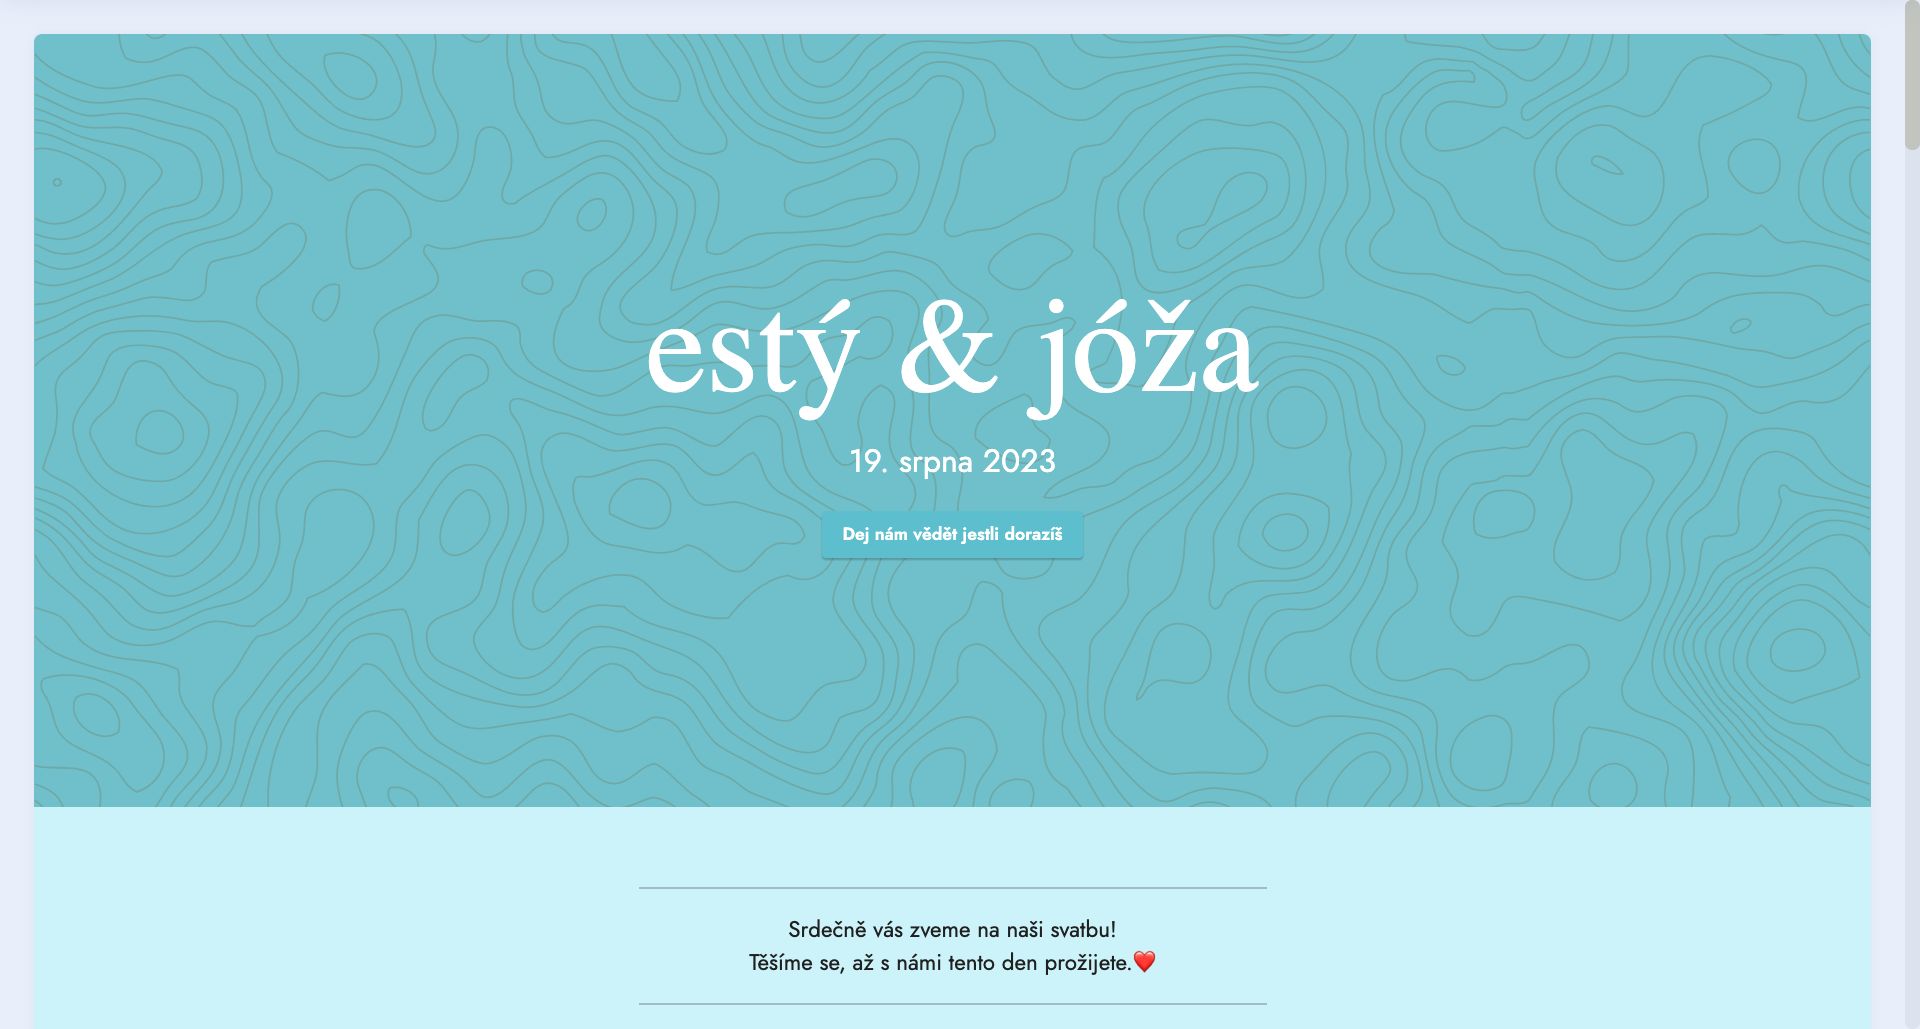 estý & jóža
19. srpna 2023
Dej nám vědět jestli dorazíš
Srdečně vás zveme na naši svatbu!
Těšíme se, až s námi tento den prožijete.❤️